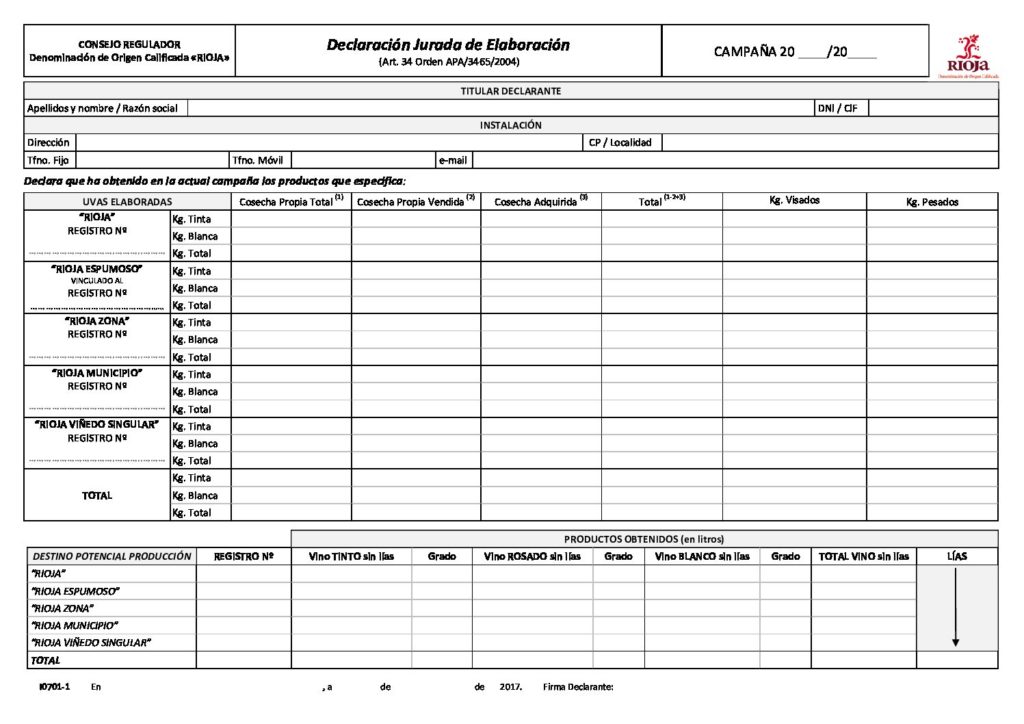 CONSEJO REGULADOR
Denominación de Origen Calificada «RIOJA»
Declaración Jurada de Elaboración
(Art. 34 Orden APA/3465/2004)
CAMPAÑA 20 ____/20____
RIOJA
Denominación de Origen Calificada
TITULAR DECLARANTE
Apellidos y nombre / Razón social DNI / CIF
INSTALACIÓN
Dirección CP / Localidad
Tfno. Fijo Tfno. Móvil e-mail
Declara que ha obtenido en la actual campaña los productos que especifica:
UVAS ELABORADAS Cosecha Propia Total (1) Cosecha Propia Vendida (2) Cosecha Adquirida (3) Total (1-2+3) Kg. Visados Kg. Pesados
"RIOJA" Kg. Tinta
REGISTRO Nº Kg. Blanca
Kg. Total
"RIOJA ESPUMOSO" Kg. Tinta
VINCULADO AL
REGISTRO Nº Kg. Blanca
Kg. Total
"RIOJA ZONA" Kg. Tinta
REGISTRO Nº Kg. Blanca
Kg. Total
"RIOJA MUNICIPIO" Kg. Tinta
REGISTRO Nº Kg. Blanca
Kg. Total
"RIOJA VIÑEDO SINGULAR" Kg. Tinta
REGISTRO Nº Kg. Blanca
Kg. Total
Kg. Tinta
TOTAL Kg. Blanca
Kg. Total
PRODUCTOS OBTENIDOS (en litros)
DESTINO POTENCIAL PRODUCCIÓN REGISTRO Nº Vino TINTO sin lías Grado Vino ROSADO sin lías Grado Vino BLANCO sin lías Grado TOTAL VINO sin lías LÍAS
"RIOJA"
"RIOJA ESPUMOSO"
"RIOJA ZONA"
"RIOJA MUNICIPIO"
"RIOJA VIÑEDO SINGULAR"
TOTAL
I0701-1 En , a de de 2017. Firma Declarante: